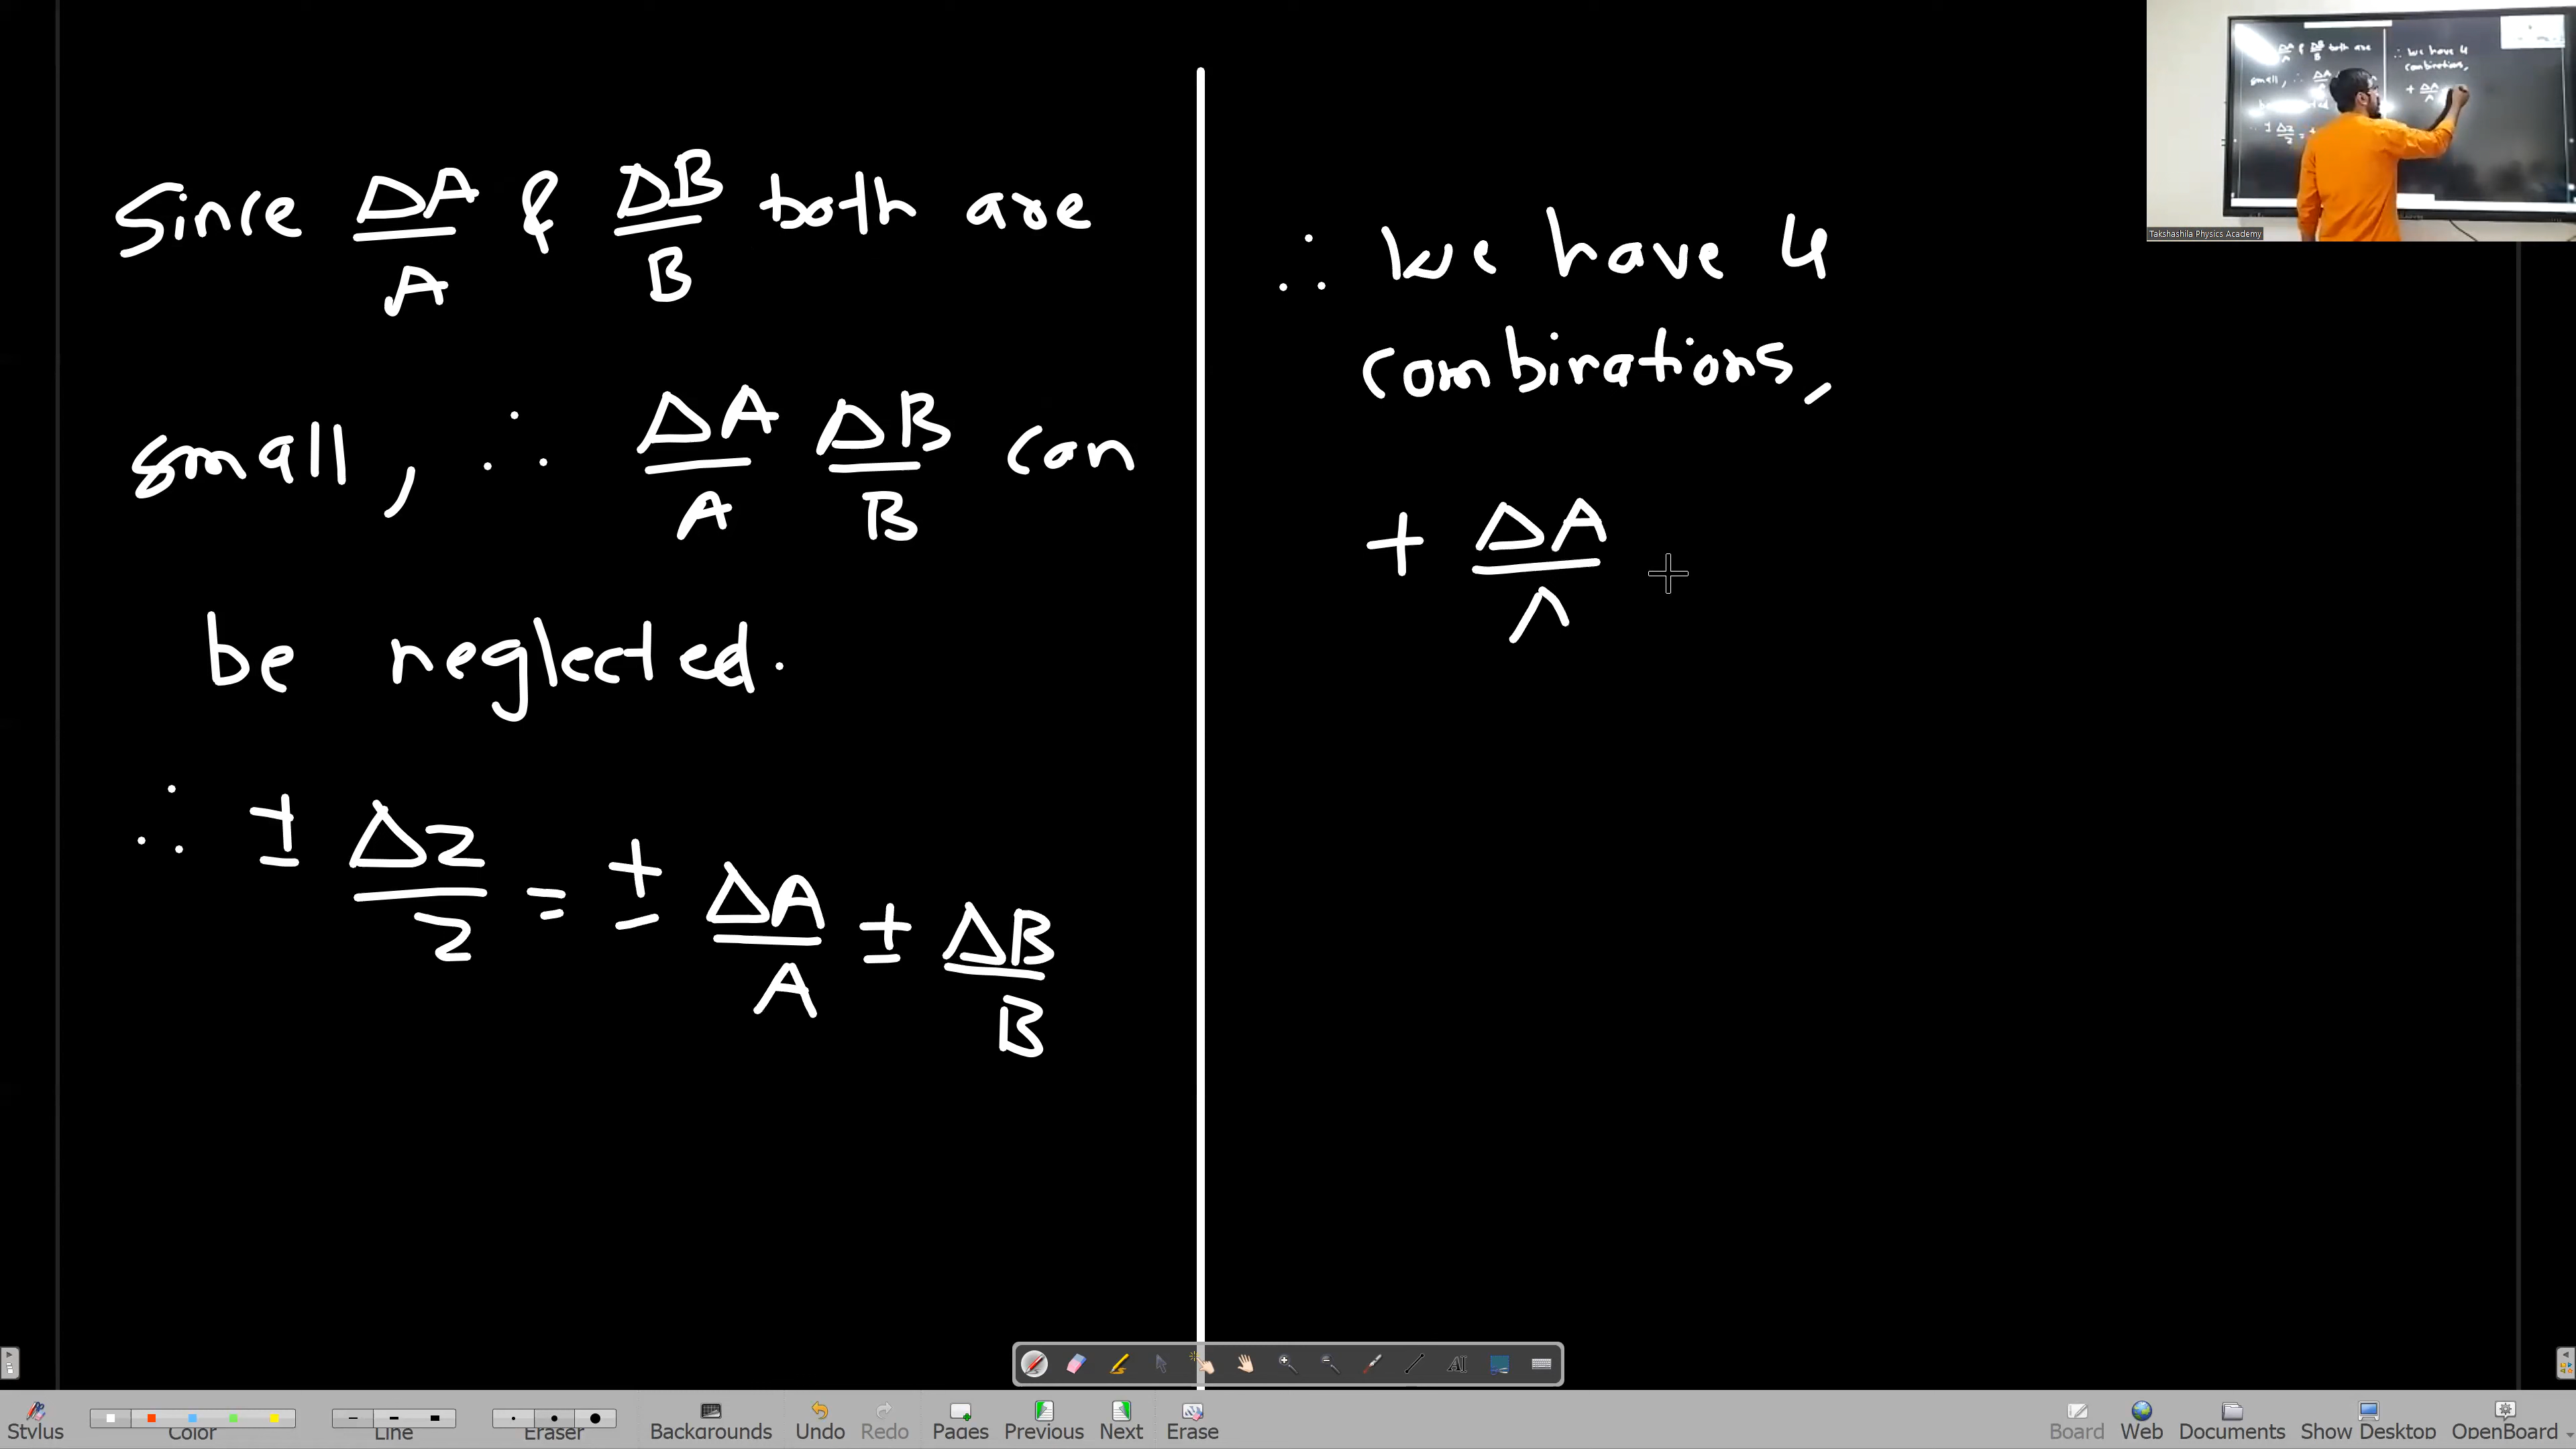 Since ΔA/A & ΔB/B both are
small, ∴ ΔA/A ΔB/B can
be neglected.
∴ ± Δz/z = ± ΔA/A ± ΔB/B
∴ we have 4
combinations,
+ ΔA/A
Takshashila Physics Academy
Stylus Color Line Eraser Backgrounds Undo Redo Pages Previous Next Erase Board Web Documents Show Desktop OpenBoard